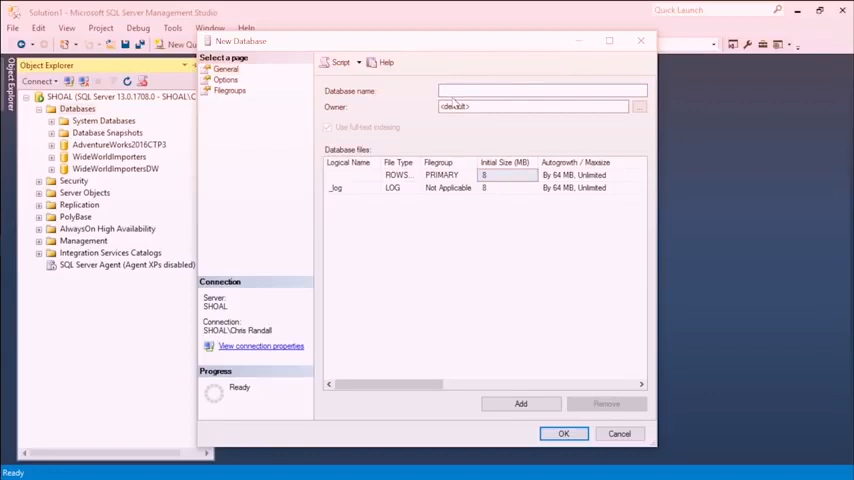 Solution1 - Microsoft SQL Server Management Studio
Quick Launch
File Edit View Project Debug Tools Window Help
New Qu
Object Explorer
Object Explorer
Connect
SHOAL (SQL Server 13.0.1708.0 - SHOAL\C
Databases
System Databases
Database Snapshots
AdventureWorks2016CTP3
WideWorldImporters
WideWorldImportersDW
Security
Server Objects
Replication
PolyBase
AlwaysOn High Availability
Management
Integration Services Catalogs
SQL Server Agent (Agent XPs disabled)
New Database
Select a page
General
Options
Filegroups
Script Help
Database name:
Owner: <default> ...
Use full-text indexing
Database files:
Logical Name File Type Filegroup Initial Size (MB) Autogrowth / Maxsize
ROWS... PRIMARY 8 By 64 MB, Unlimited
_log LOG Not Applicable 8 By 64 MB, Unlimited
Connection
Server:
SHOAL
Connection:
SHOAL\Chris Randall
View connection properties
Progress
Ready
Add Remove
OK Cancel
Ready